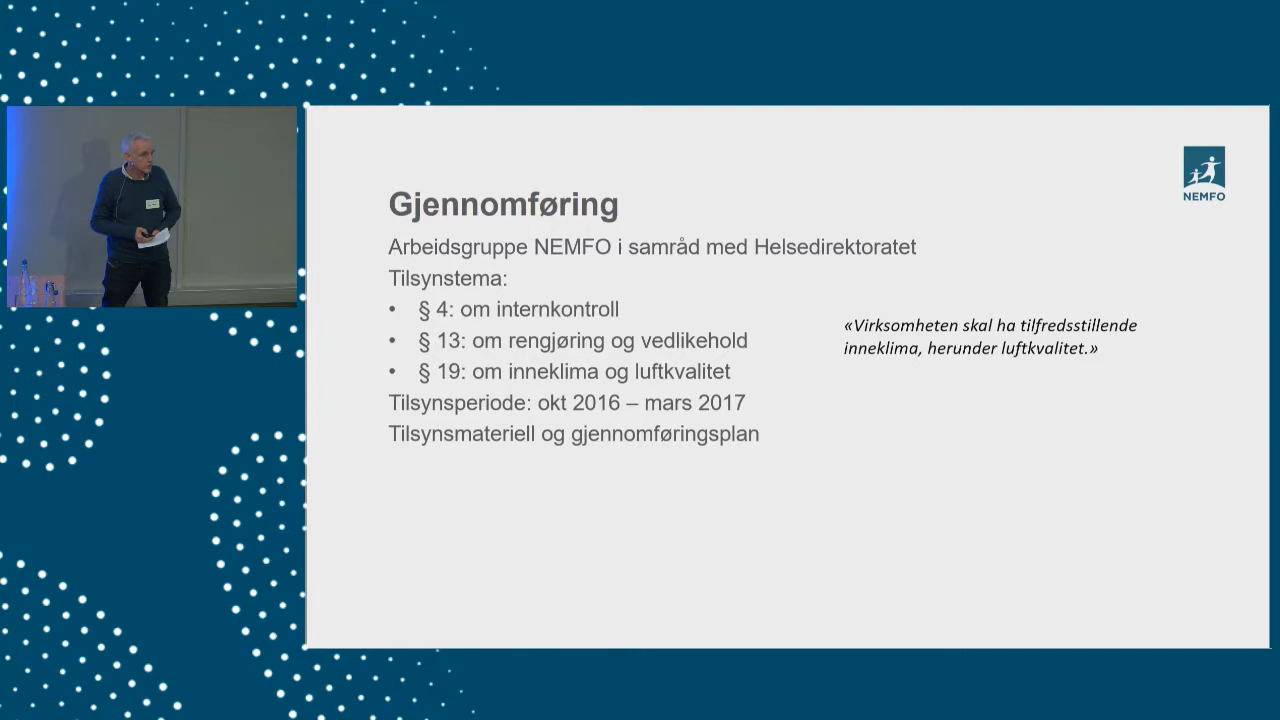 Gjennomføring
Arbeidsgruppe NEMFO i samråd med Helsedirektoratet
Tilsynstema:
• § 4: om internkontroll
• § 13: om rengjøring og vedlikehold
• § 19: om inneklima og luftkvalitet
Tilsynsperiode: okt 2016 – mars 2017
Tilsynsmateriell og gjennomføringsplan
«Virksomheten skal ha tilfredsstillende
inneklima, herunder luftkvalitet.»
NEMFO